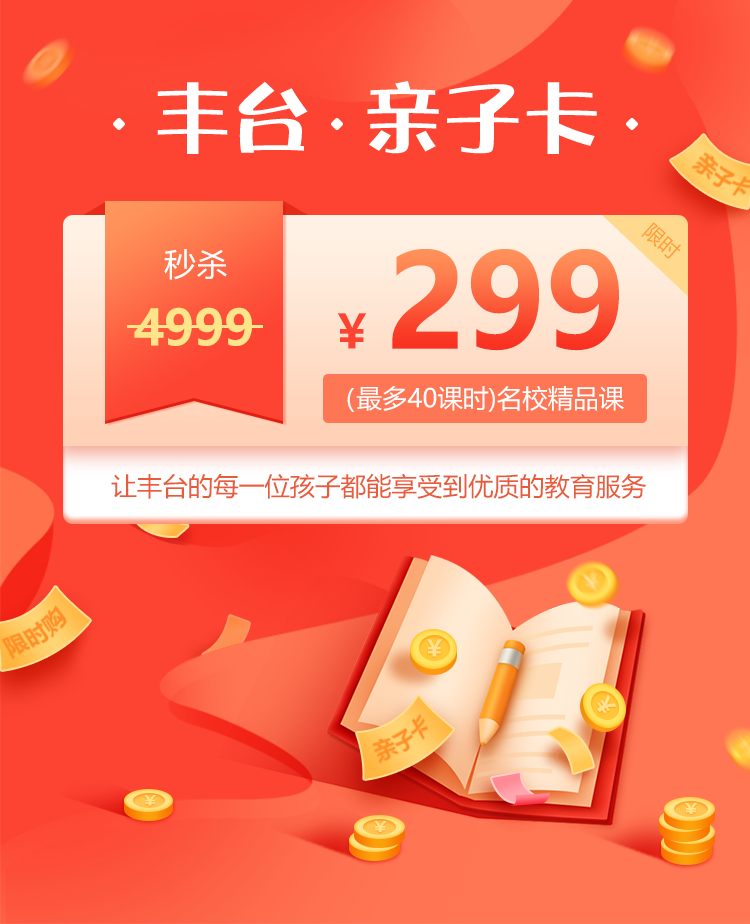 ·丰台·亲子卡·
亲子卡
限时
秒杀
4999
¥ 299
(最多40课时)名校精品课
让丰台的每一位孩子都能享受到优质的教育服务
限时购
亲子卡
¥
¥
¥
¥
¥
¥